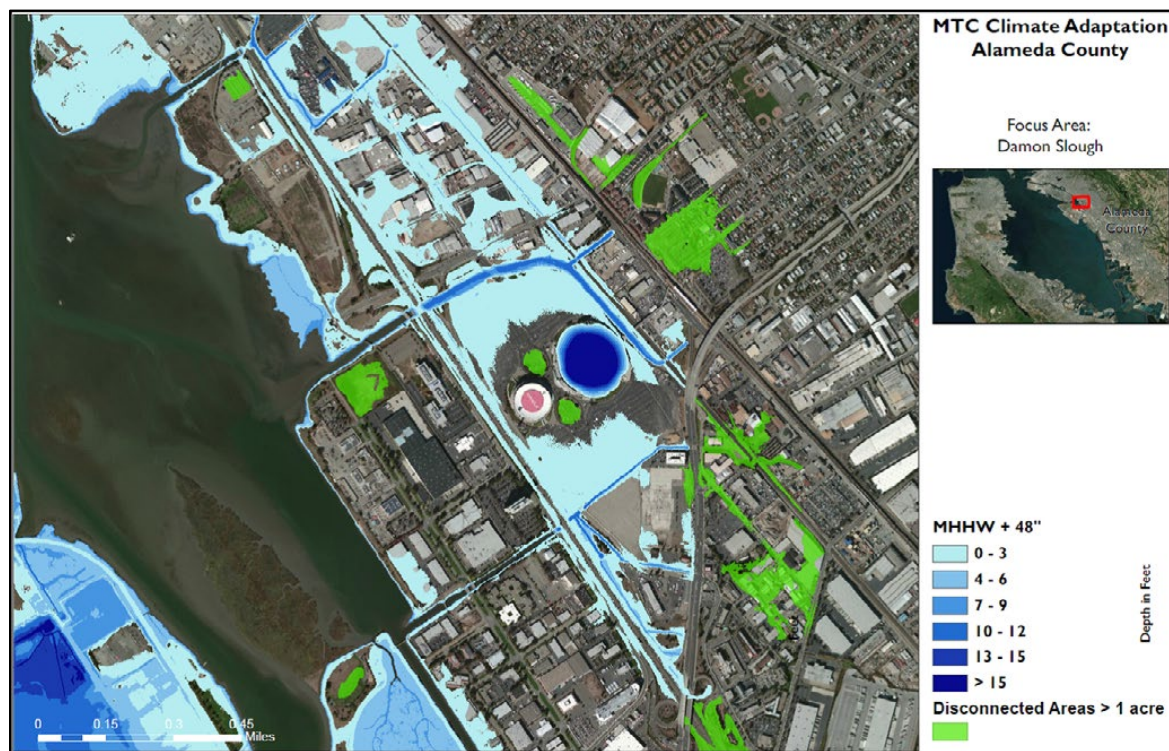 MTC Climate Adaptation
Alameda County
Focus Area:
Damon Slough
Alameda
County
MHHW + 48"
0 - 3
4 - 6
7 - 9
10 - 12
13 - 15
> 15
Depth in Feet
Disconnected Areas > 1 acre
0 0.15 0.3 0.45
Miles